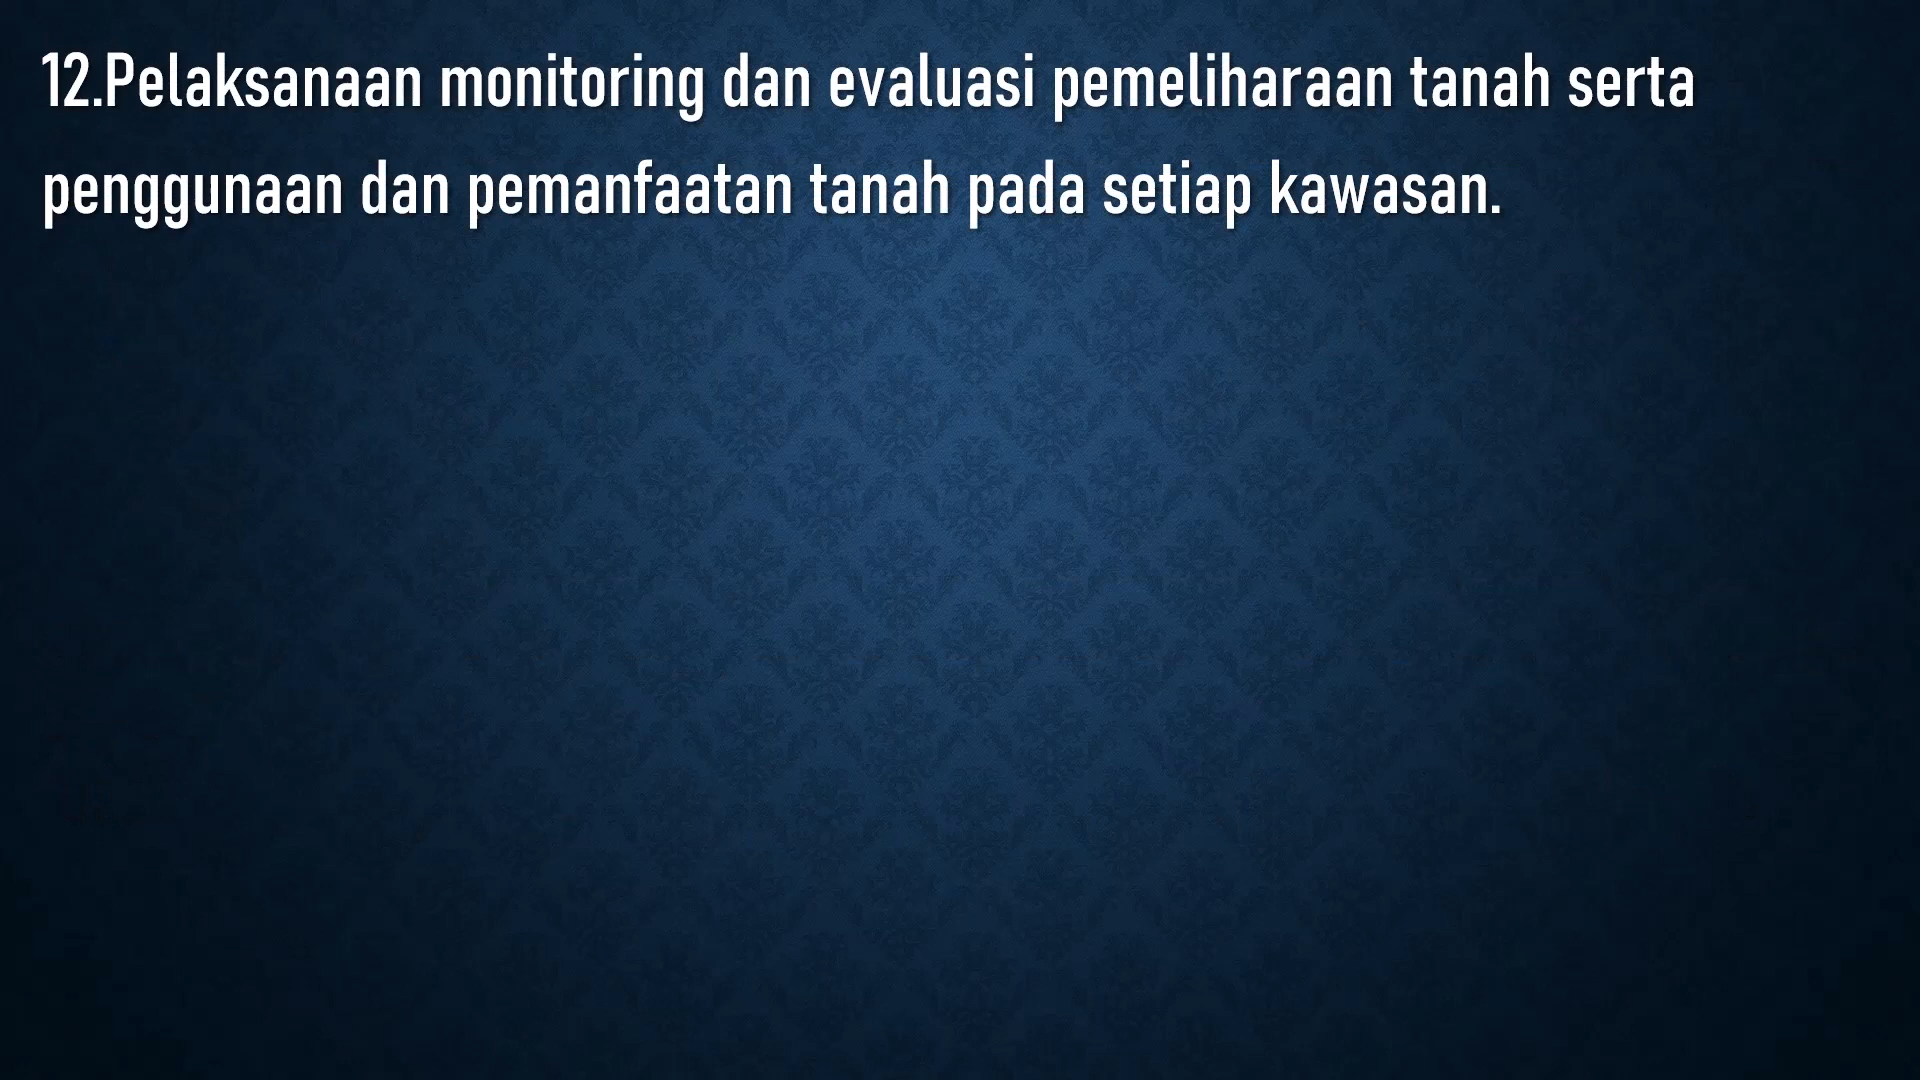 12.Pelaksanaan monitoring dan evaluasi pemeliharaan tanah serta
penggunaan dan pemanfaatan tanah pada setiap kawasan.